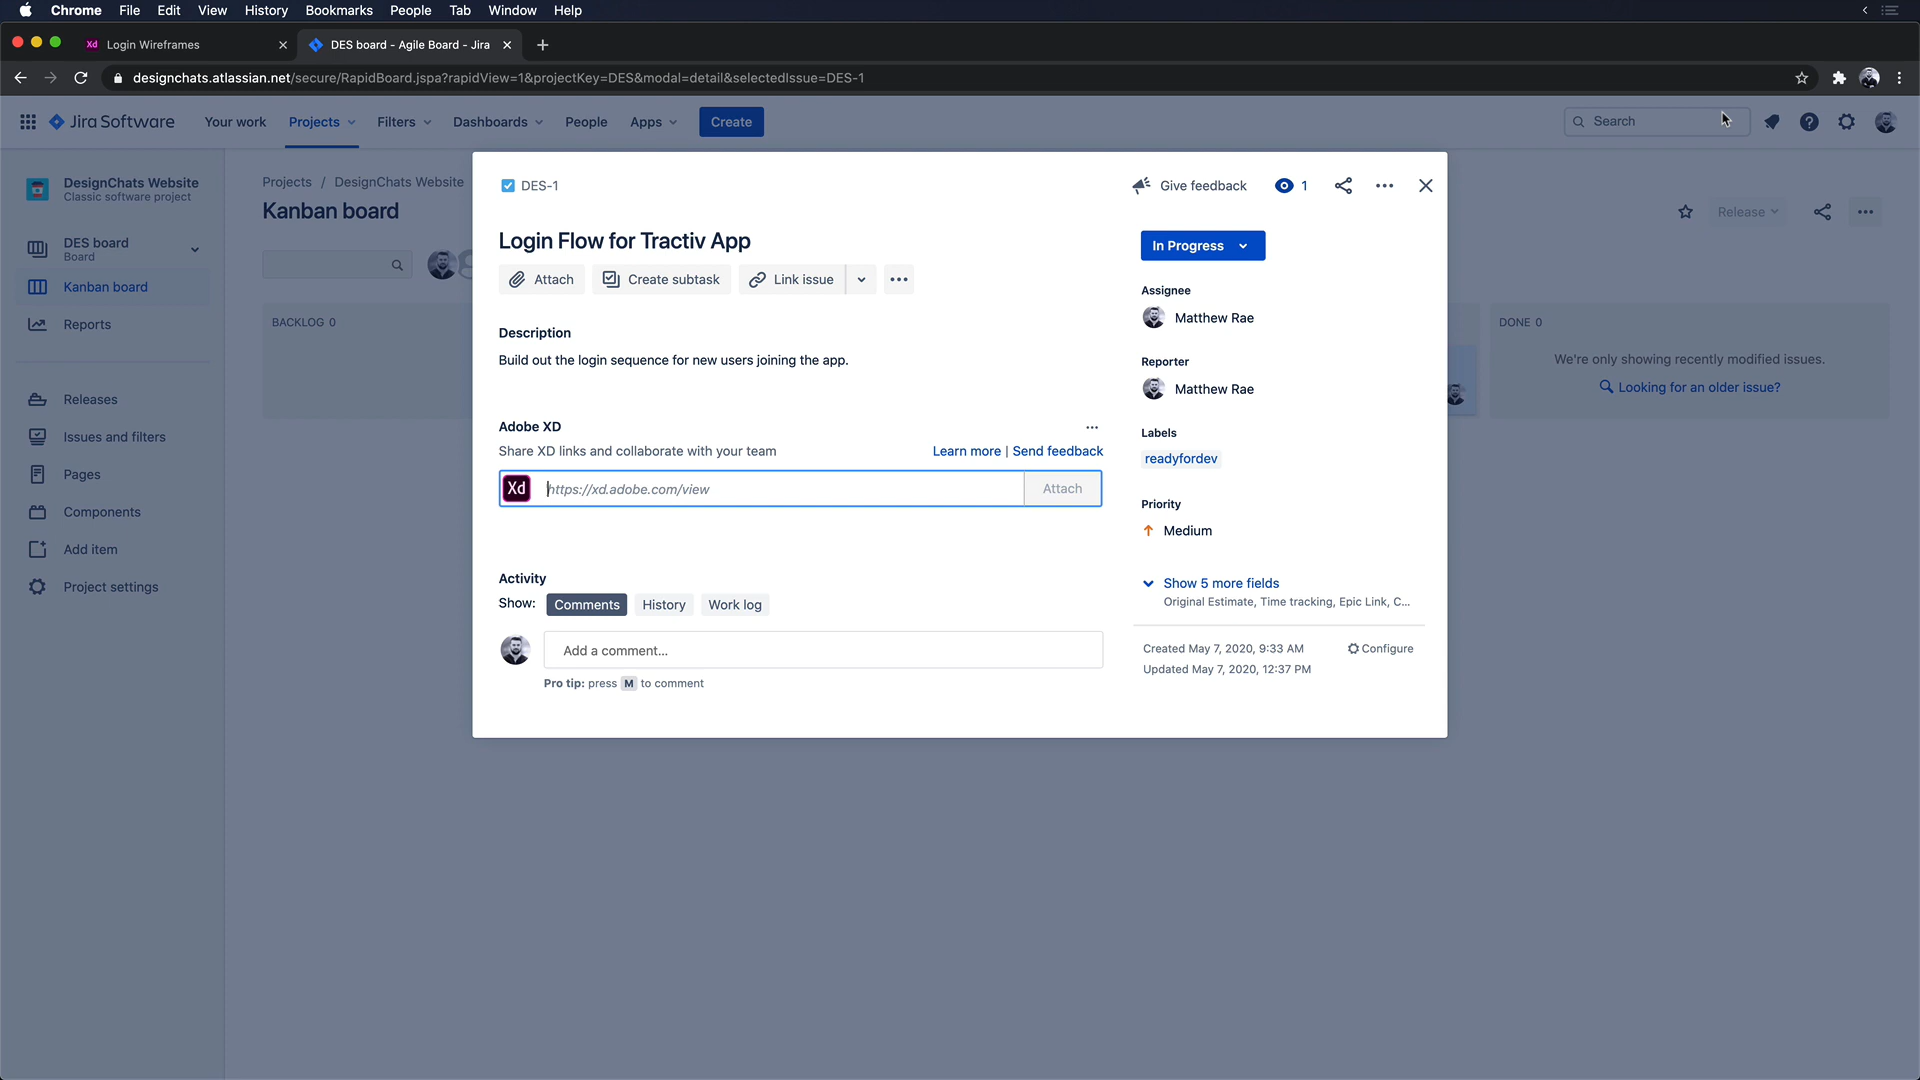 Chrome File Edit View History Bookmarks People Tab Window Help
Xd Login Wireframes
DES board - Agile Board - Jira
designchats.atlassian.net/secure/RapidBoard.jspa?rapidView=1&projectKey=DES&modal=detail&selectedIssue=DES-1
Jira Software Your work Projects Filters Dashboards People Apps Create Search
DesignChats Website
Classic software project
DES board
Board
Kanban board
Reports
Releases
Issues and filters
Pages
Components
Add item
Project settings
Projects / DesignChats Website
Kanban board
Release
BACKLOG 0
DONE 0
We're only showing recently modified issues.
Looking for an older issue?
DES-1
Give feedback 1
Login Flow for Tractiv App
Attach Create subtask Link issue
Description
Build out the login sequence for new users joining the app.
Adobe XD
Share XD links and collaborate with your team Learn more | Send feedback
Xd https://xd.adobe.com/view Attach
Activity
Show: Comments History Work log
Add a comment...
Pro tip: press M to comment
In Progress
Assignee
Matthew Rae
Reporter
Matthew Rae
Labels
readyfordev
Priority
Medium
Show 5 more fields
Original Estimate, Time tracking, Epic Link, C...
Created May 7, 2020, 9:33 AM Configure
Updated May 7, 2020, 12:37 PM